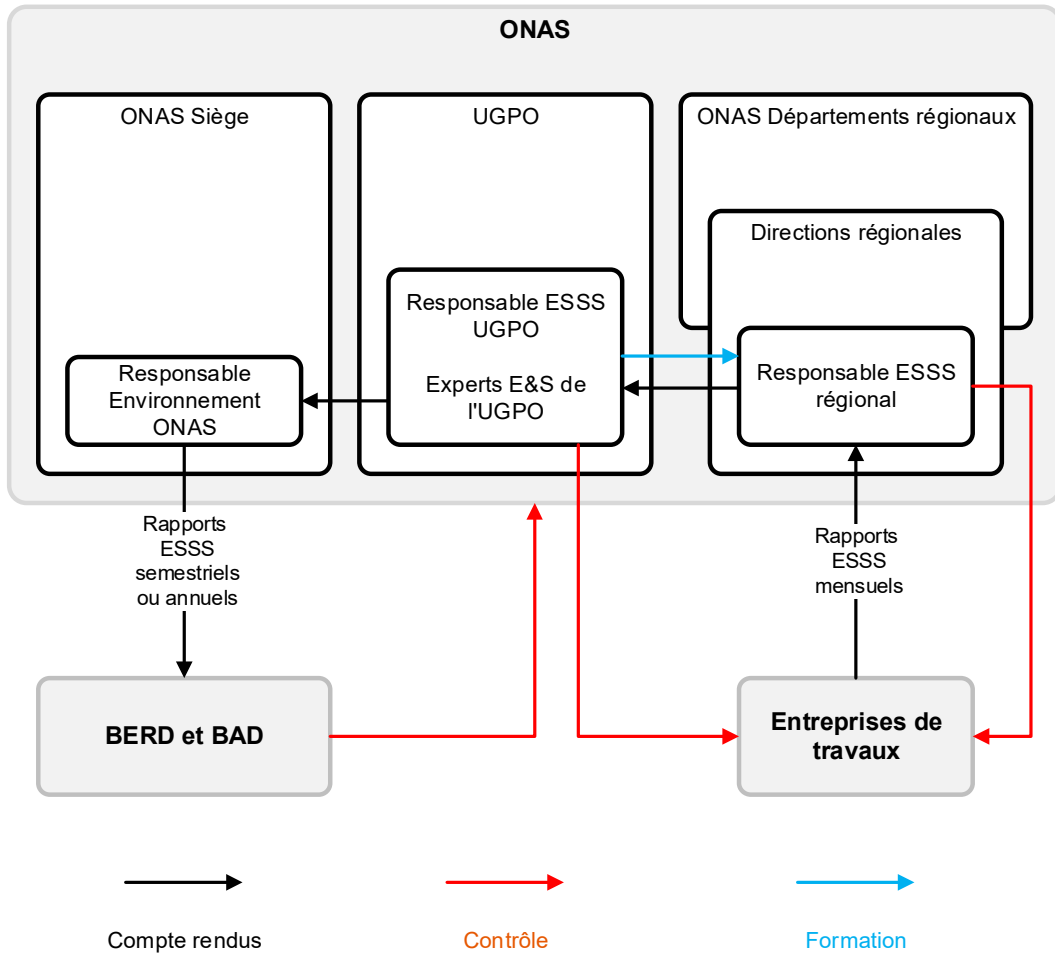 ONAS
ONAS Siège
UGPO
ONAS Départements régionaux
Directions régionales
Responsable ESSS
UGPO
Experts E&S de
l'UGPO
Responsable
Environnement
ONAS
Responsable ESSS
régional
Rapports
ESSS
semestriels
ou annuels
Rapports
ESSS
mensuels
BERD et BAD
Entreprises de
travaux
Compte rendus
Contrôle
Formation